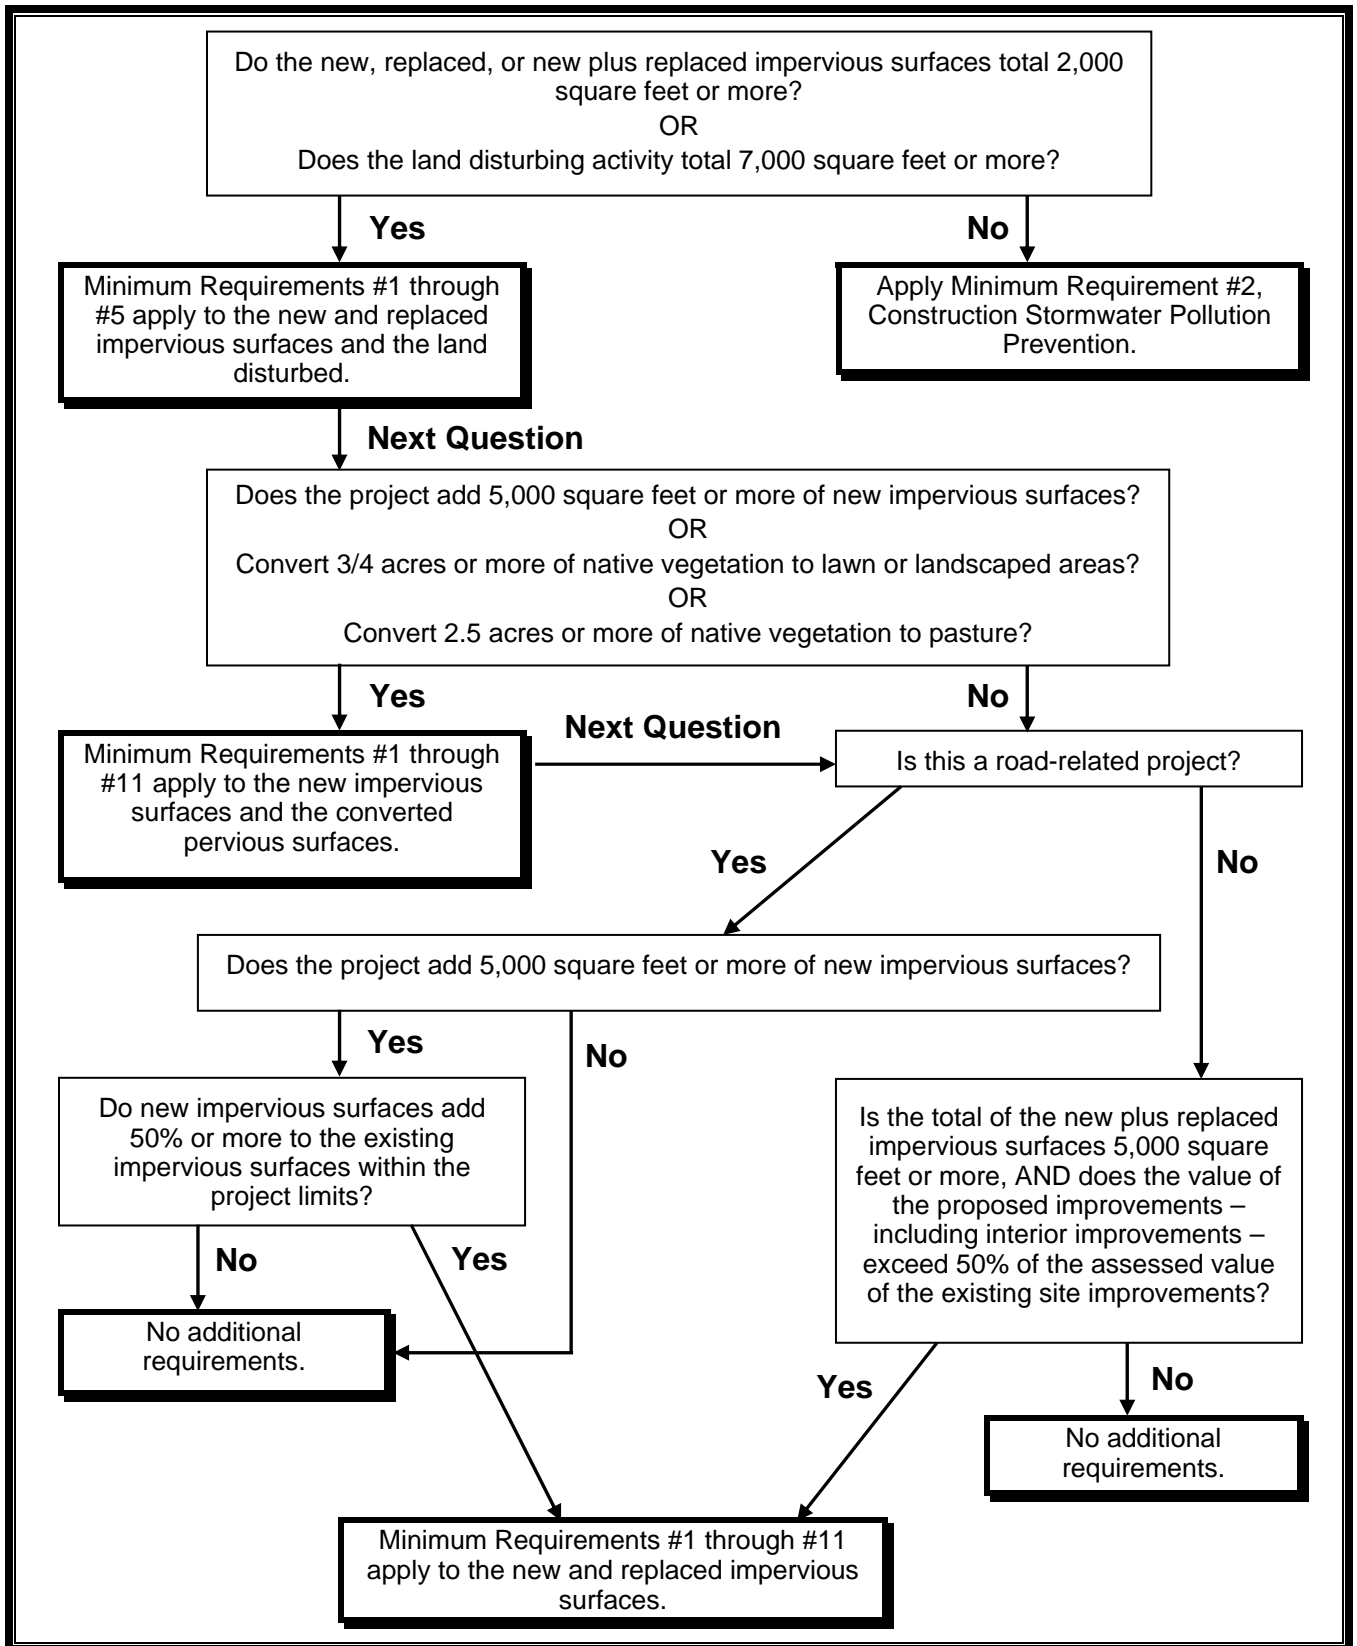 Do the new, replaced, or new plus replaced impervious surfaces total 2,000
square feet or more?
OR
Does the land disturbing activity total 7,000 square feet or more?
Yes
No
Minimum Requirements #1 through
#5 apply to the new and replaced
impervious surfaces and the land
disturbed.
Apply Minimum Requirement #2,
Construction Stormwater Pollution
Prevention.
Next Question
Does the project add 5,000 square feet or more of new impervious surfaces?
OR
Convert 3/4 acres or more of native vegetation to lawn or landscaped areas?
OR
Convert 2.5 acres or more of native vegetation to pasture?
Yes
No
Next Question
Minimum Requirements #1 through
#11 apply to the new impervious
surfaces and the converted
pervious surfaces.
Is this a road-related project?
Yes
No
Does the project add 5,000 square feet or more of new impervious surfaces?
Yes
No
Do new impervious surfaces add
50% or more to the existing
impervious surfaces within the
project limits?
Is the total of the new plus replaced
impervious surfaces 5,000 square
feet or more, AND does the value of
the proposed improvements –
including interior improvements –
exceed 50% of the assessed value
of the existing site improvements?
No
Yes
No additional
requirements.
Yes
No
No additional
requirements.
Minimum Requirements #1 through #11
apply to the new and replaced impervious
surfaces.